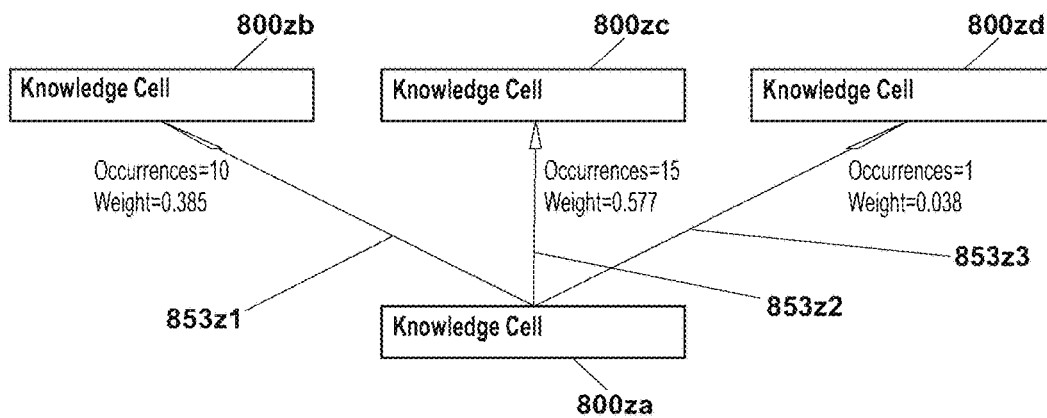 800zb
800zc
800zd
Knowledge Cell
Knowledge Cell
Knowledge Cell
Occurrences=10
Weight=0.385
Occurrences=15
Weight=0.577
Occurrences=1
Weight=0.038
853z3
853z1
853z2
Knowledge Cell
800za